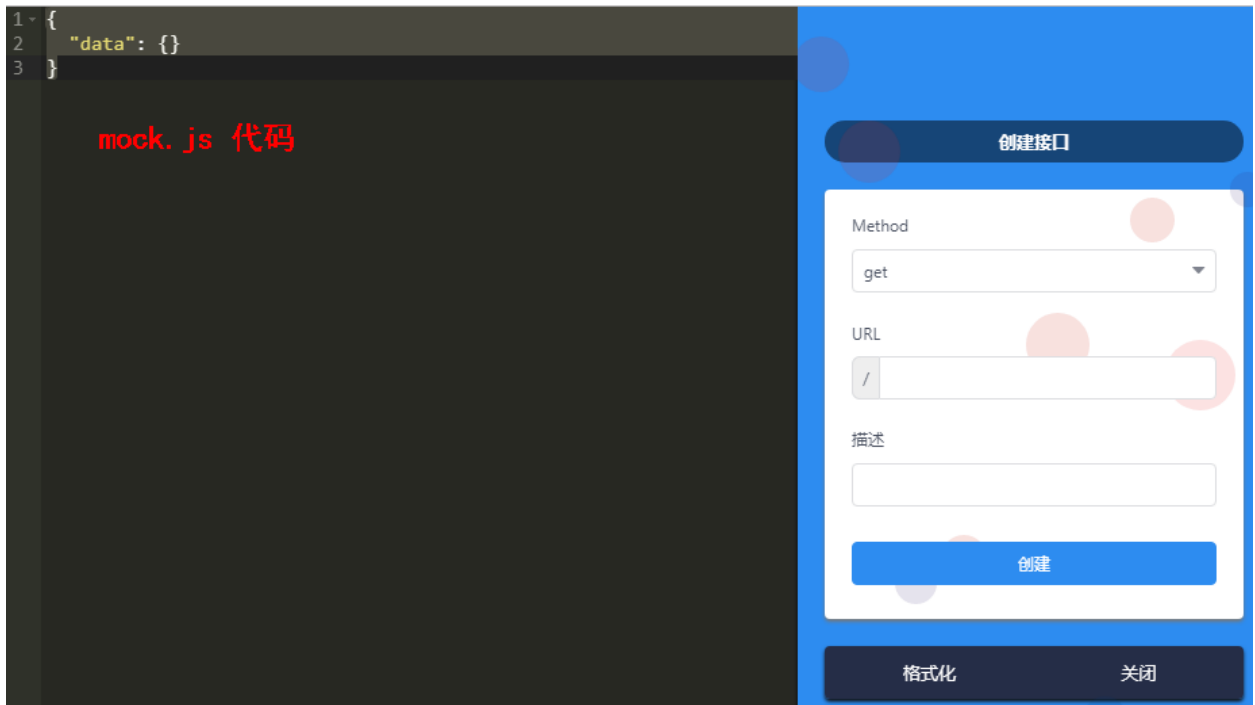 1 {
2 "data": {}
3 }
mock.js 代码
创建接口
Method
get
URL
/
描述
创建
格式化 关闭